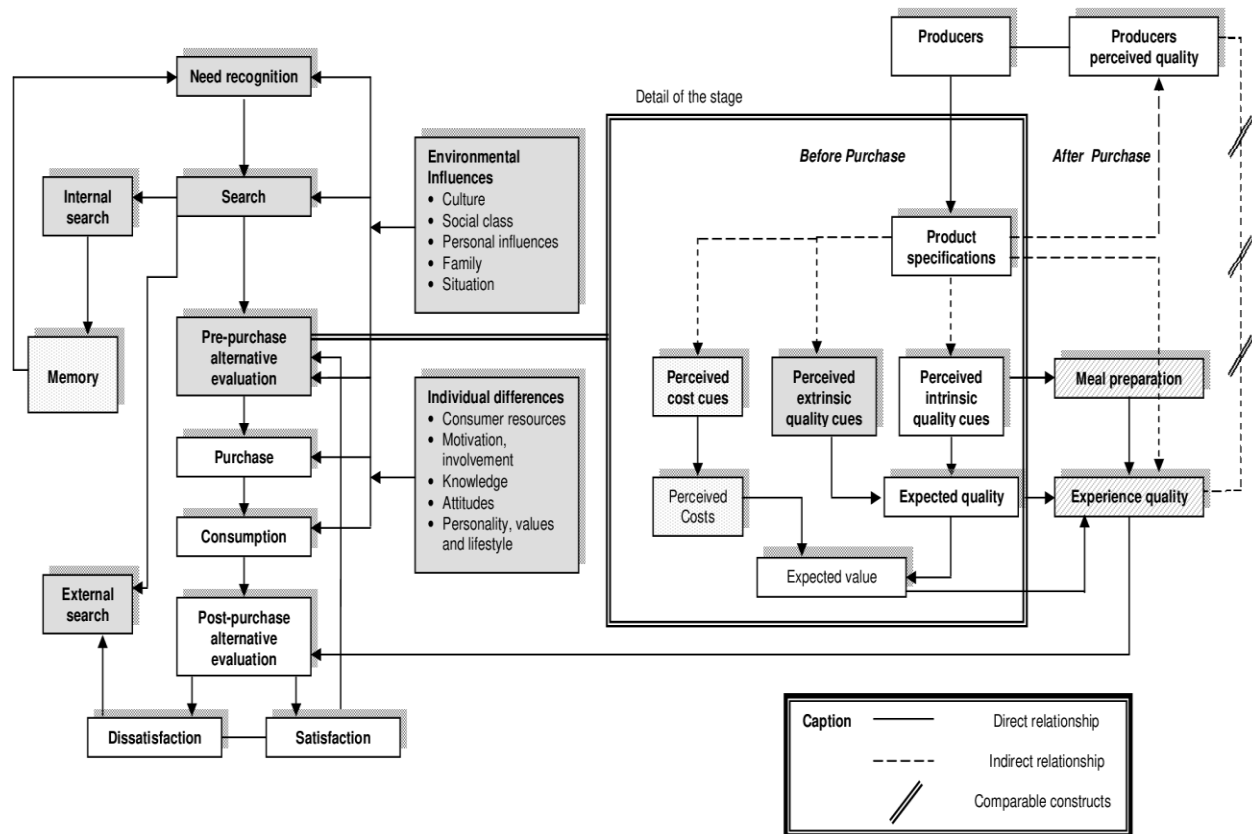 Need recognition
Internal
search
Search
Memory
Pre-purchase
alternative
evaluation
Purchase
Consumption
External
search
Post-purchase
alternative
evaluation
Dissatisfaction
Satisfaction
Environmental
Influences
• Culture
• Social class
• Personal influences
• Family
• Situation
Individual differences
• Consumer resources
• Motivation,
involvement
• Knowledge
• Attitudes
• Personality, values
and lifestyle
Detail of the stage
Producers
Producers
perceived quality
Before Purchase
After Purchase
Product
specifications
Perceived
cost cues
Perceived
extrinsic
quality cues
Perceived
intrinsic
quality cues
Meal preparation
Perceived
Costs
Expected quality
Experience quality
Expected value
Caption
Direct relationship
Indirect relationship
Comparable constructs